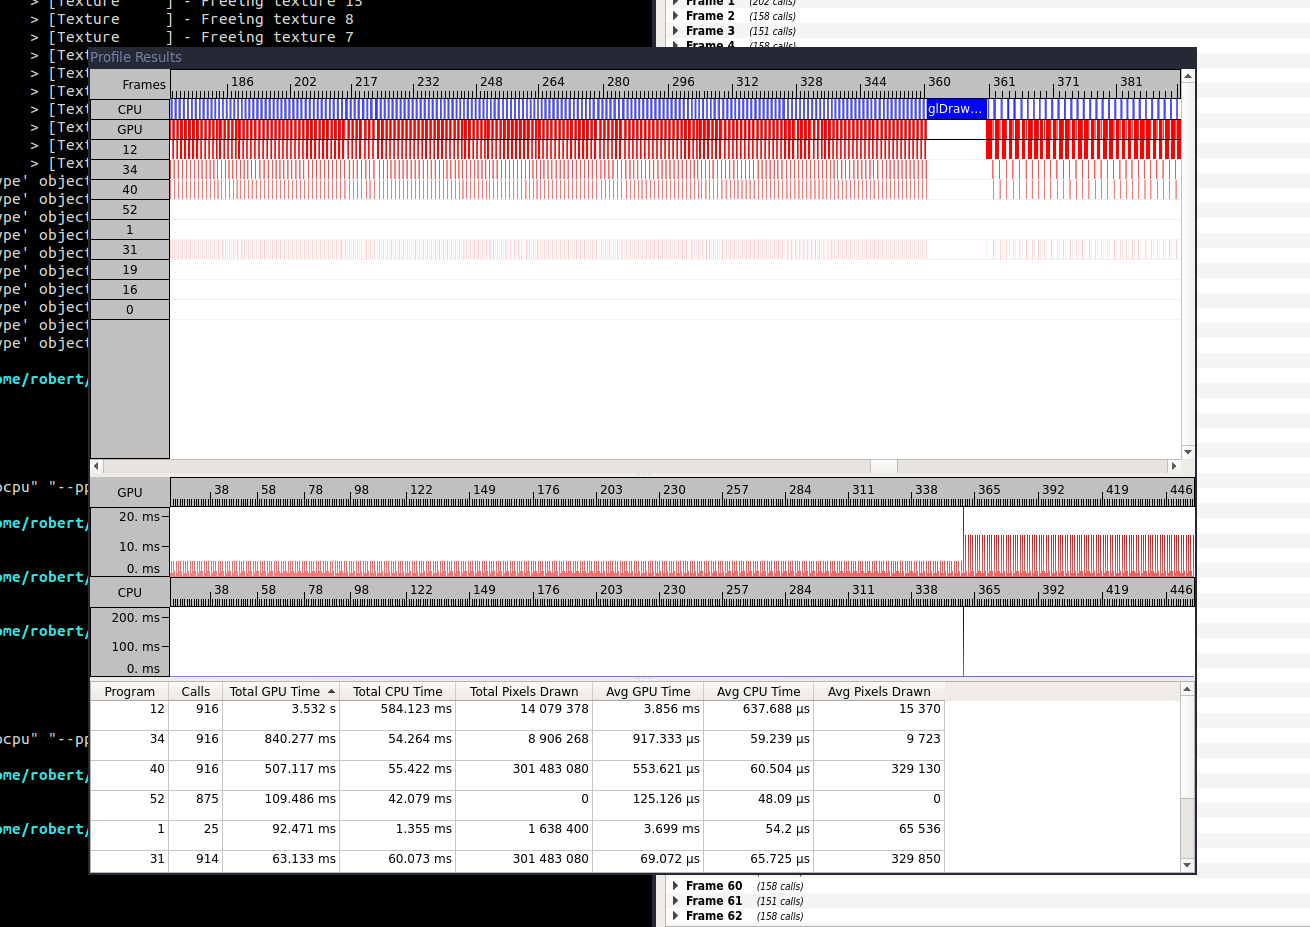 > [Texture ] - Freeing texture 15
> [Texture ] - Freeing texture 8
> [Texture ] - Freeing texture 7
> [Text
> [Text
> [Text
> [Text
> [Text
> [Text
> [Text
ype' object
ype' object
ype' object
ype' object
ype' object
ype' object
ype' object
ype' object
ype' object
ype' object
ome/robert/
ocpu" "--pp
ome/robert/
ome/robert/
ome/robert/
ome/robert/
ocpu" "--pp
ome/robert/
ome/robert/
Frame 1 (202 calls)
Frame 2 (158 calls)
Frame 3 (151 calls)
Frame 4 (158 calls)
Profile Results
Frames 186 202 217 232 248 264 280 296 312 328 344 360 361 371 381
CPU glDraw...
GPU
12
34
40
52
1
31
19
16
0
GPU 38 58 78 98 122 149 176 203 230 257 284 311 338 365 392 419 446
20. ms
10. ms
0. ms
CPU 38 58 78 98 122 149 176 203 230 257 284 311 338 365 392 419 446
200. ms
100. ms
0. ms
Program Calls Total GPU Time Total CPU Time Total Pixels Drawn Avg GPU Time Avg CPU Time Avg Pixels Drawn
12 916 3.532 s 584.123 ms 14 079 378 3.856 ms 637.688 µs 15 370
34 916 840.277 ms 54.264 ms 8 906 268 917.333 µs 59.239 µs 9 723
40 916 507.117 ms 55.422 ms 301 483 080 553.621 µs 60.504 µs 329 130
52 875 109.486 ms 42.079 ms 0 125.126 µs 48.09 µs 0
1 25 92.471 ms 1.355 ms 1 638 400 3.699 ms 54.2 µs 65 536
31 914 63.133 ms 60.073 ms 301 483 080 69.072 µs 65.725 µs 329 850
Frame 60 (158 calls)
Frame 61 (151 calls)
Frame 62 (158 calls)